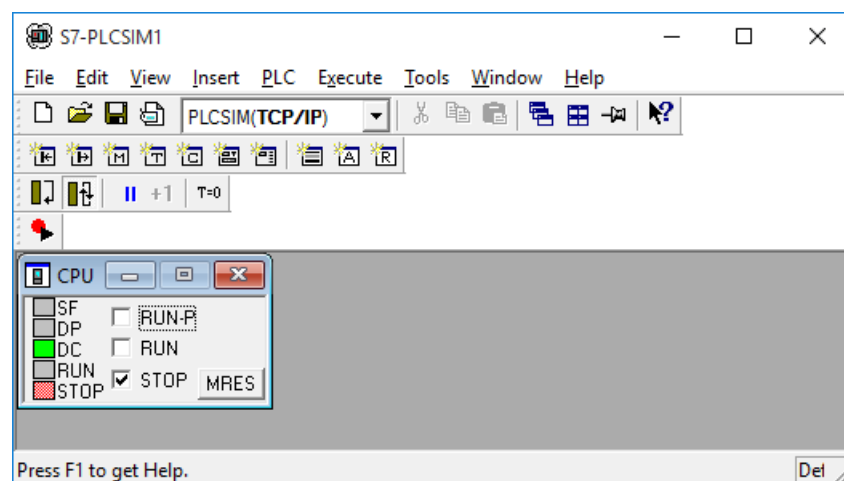 S7-PLCSIM1
File Edit View Insert PLC Execute Tools Window Help
PLCSIM(TCP/IP)
+1 T=0
CPU
SF
DP
DC
RUN
STOP
RUN-P
RUN
STOP MRES
Press F1 to get Help.